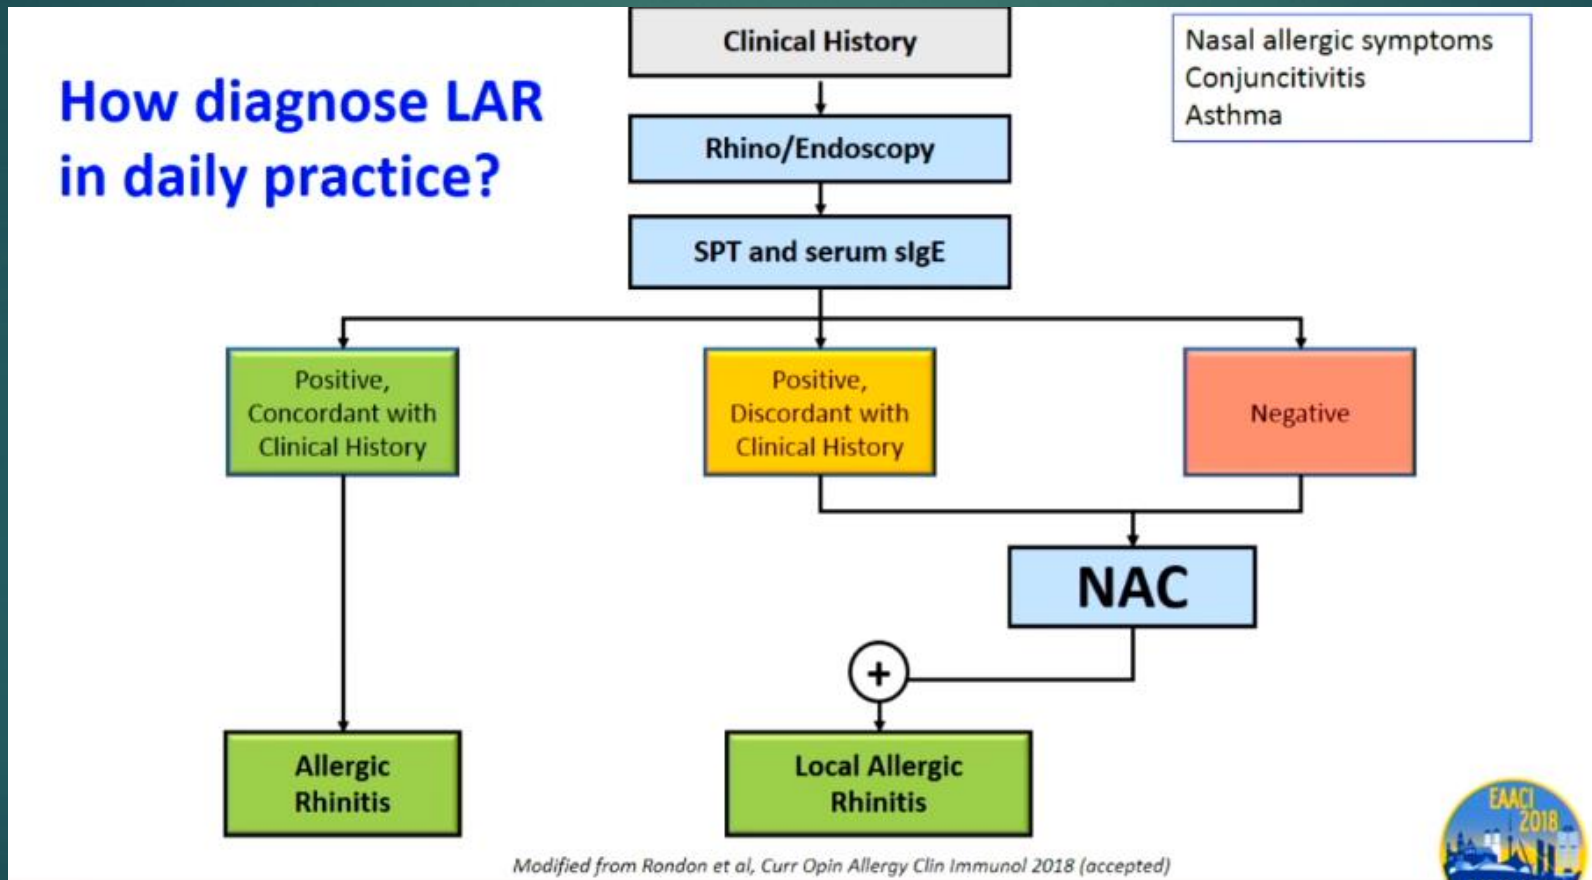 How diagnose LAR
in daily practice?
Clinical History
Nasal allergic symptoms
Conjuncitivitis
Asthma
Rhino/Endoscopy
SPT and serum sIgE
Positive,
Concordant with
Clinical History
Positive,
Discordant with
Clinical History
Negative
NAC
+
Allergic
Rhinitis
Local Allergic
Rhinitis
Modified from Rondon et al, Curr Opin Allergy Clin Immunol 2018 (accepted)
EAACI
2018